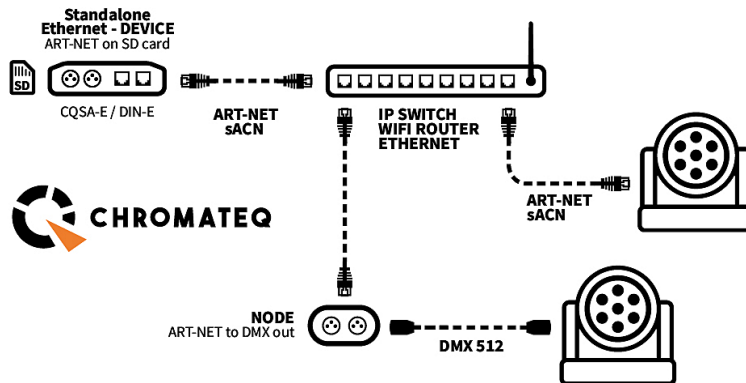 Standalone
Ethernet - DEVICE
ART-NET on SD card
SD
CQSA-E / DIN-E
ART-NET
sACN
IP SWITCH
WIFI ROUTER
ETHERNET
ART-NET
sACN
CHROMATEQ
NODE
ART-NET to DMX out
DMX 512